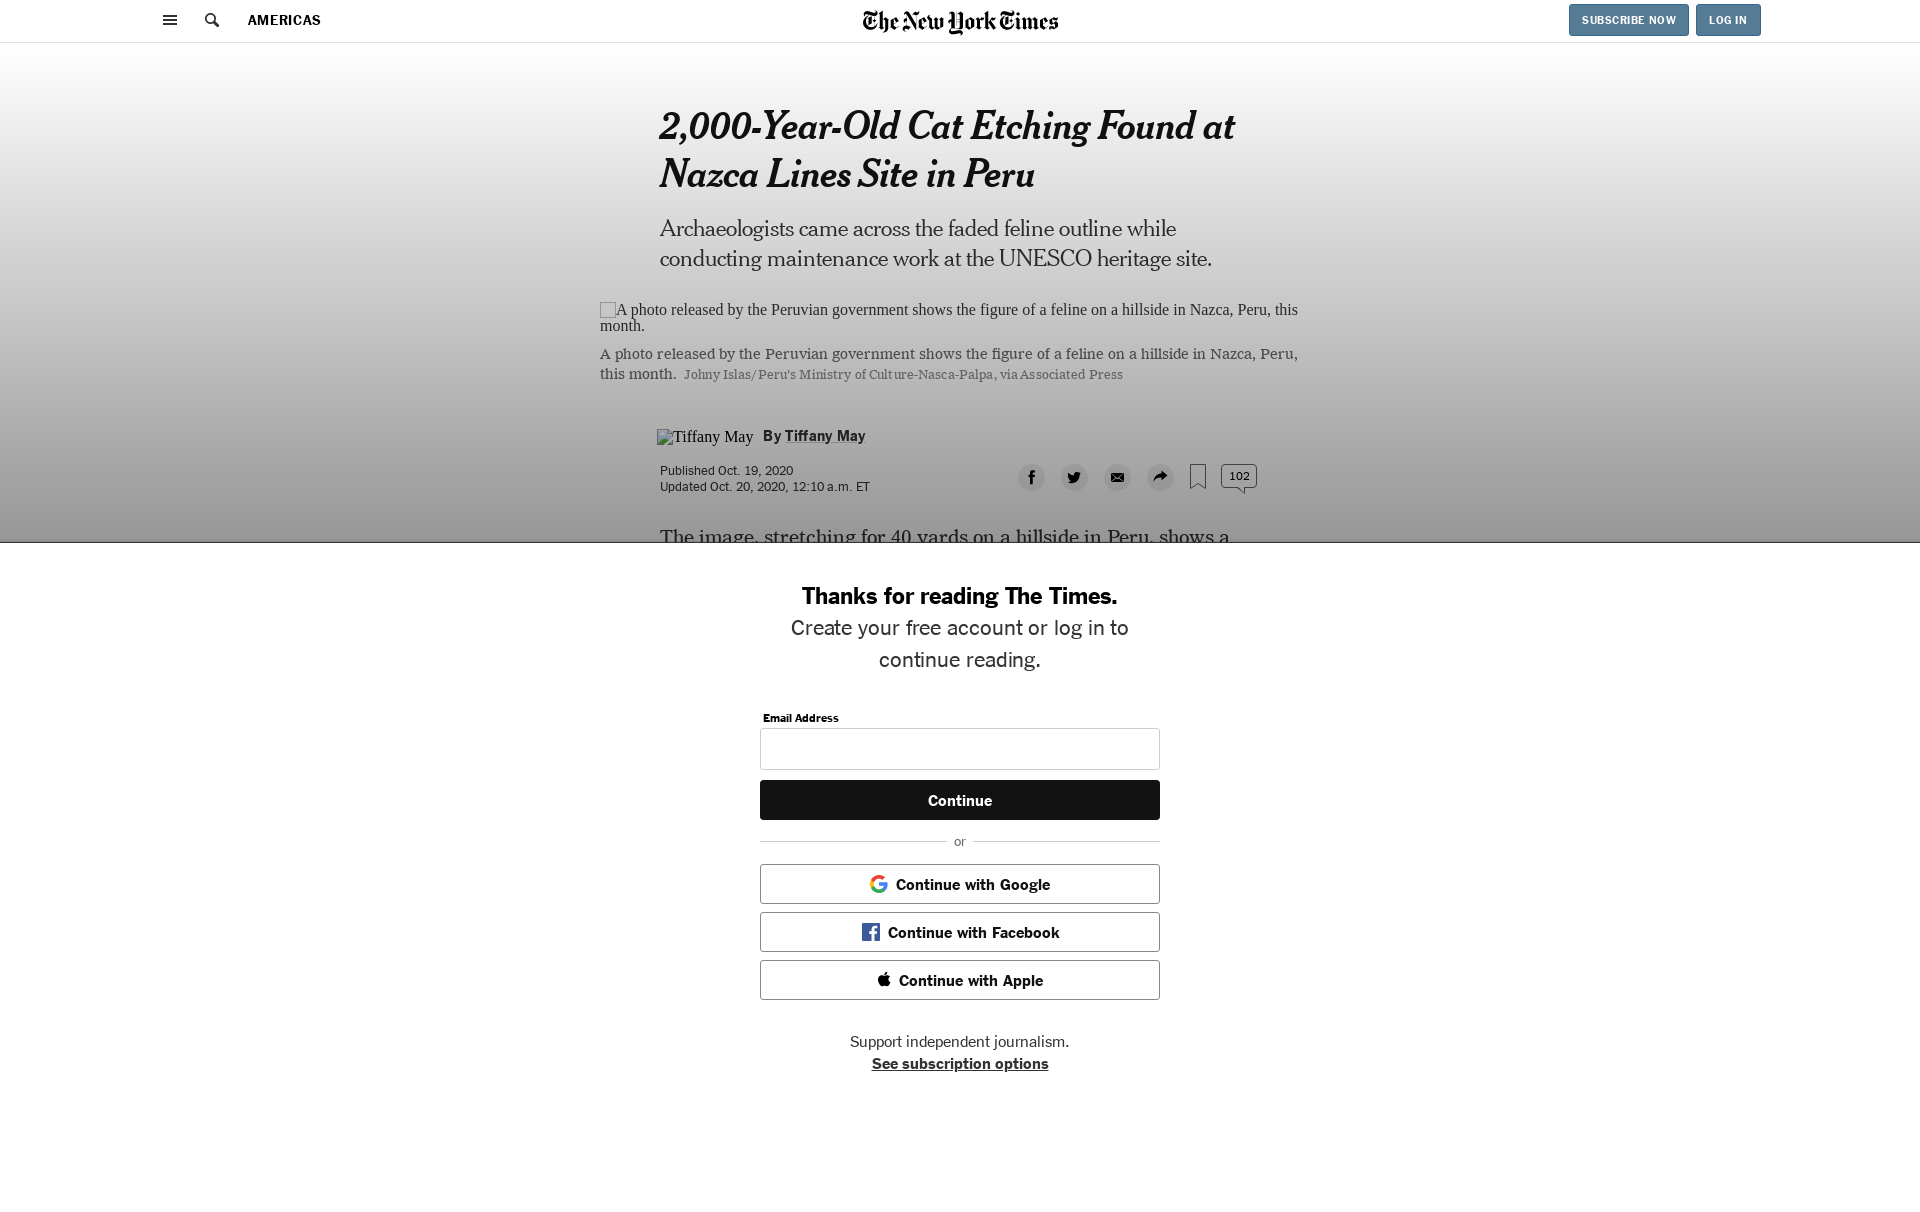 AMERICAS
The New York Times
SUBSCRIBE NOW
LOG IN
2,000-Year-Old Cat Etching Found at
Nazca Lines Site in Peru
Archaeologists came across the faded feline outline while
conducting maintenance work at the UNESCO heritage site.
A photo released by the Peruvian government shows the figure of a feline on a hillside in Nazca, Peru, this
month.
A photo released by the Peruvian government shows the figure of a feline on a hillside in Nazca, Peru,
this month. Johny Islas/Peru's Ministry of Culture-Nasca-Palpa, via Associated Press
Tiffany May By Tiffany May
Published Oct. 19, 2020
Updated Oct. 20, 2020, 12:10 a.m. ET
102
The image, stretching for 40 yards on a hillside in Peru, shows a
Thanks for reading The Times.
Create your free account or log in to
continue reading.
Email Address
Continue
or
Continue with Google
Continue with Facebook
Continue with Apple
Support independent journalism.
See subscription options